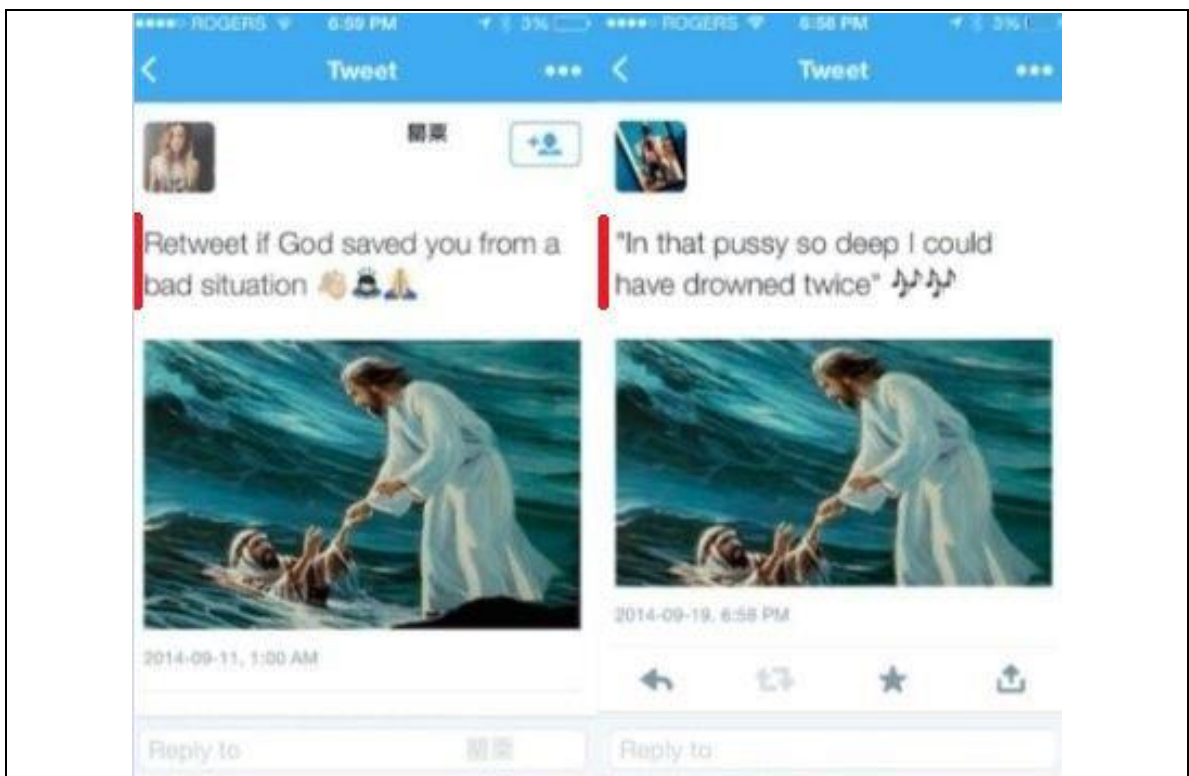 ROGERS 6:59 PM 3%
Tweet
Retweet if God saved you from a
bad situation 👏🏼🙇🙏🏼
2014-09-11, 1:00 AM
Reply to
ROGERS 6:58 PM 3%
Tweet
"In that pussy so deep I could
have drowned twice" 🎶🎶
2014-09-19, 6:58 PM
Reply to